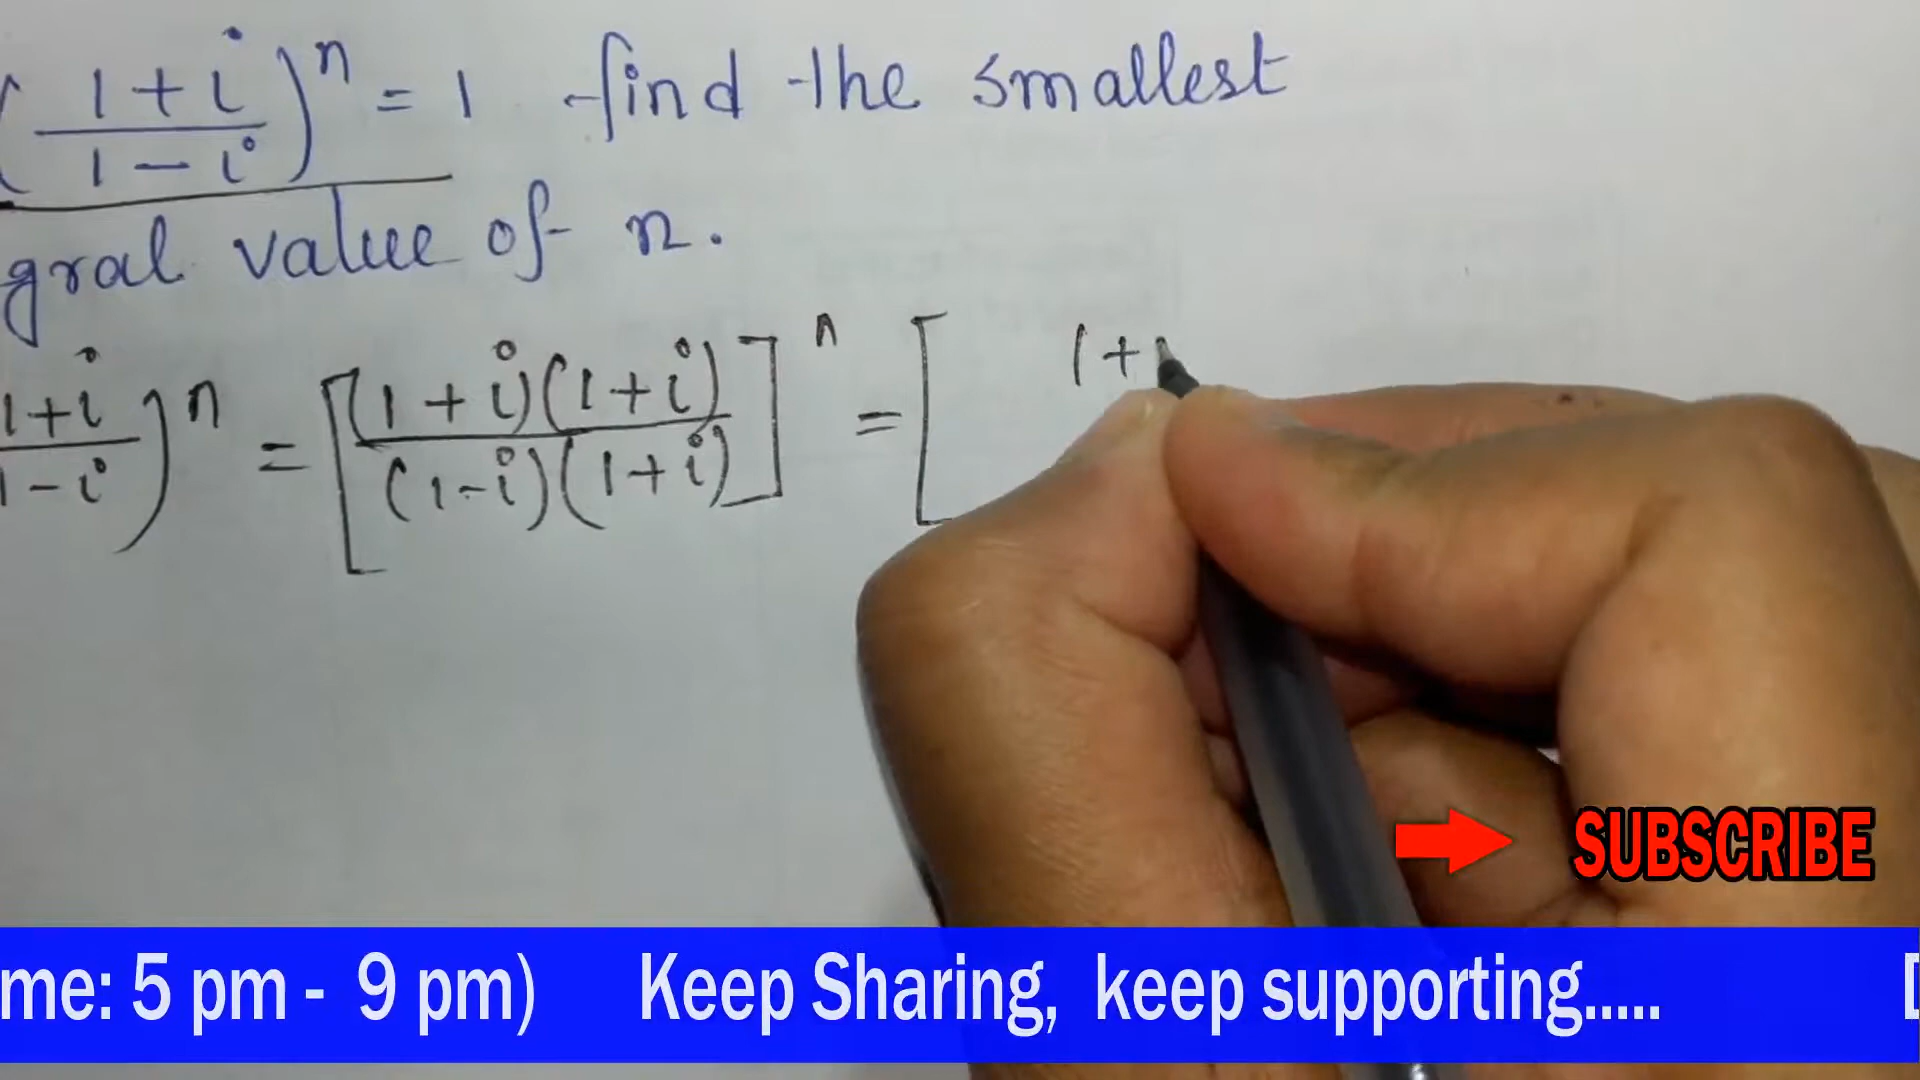 (1+i/1-i)^n = 1 find the smallest
gral value of n.
1+i/1-i)^n = [(1+i)(1+i)/(1-i)(1+i)]^n = [1+
SUBSCRIBE
me: 5 pm - 9 pm) Keep Sharing, keep supporting.....